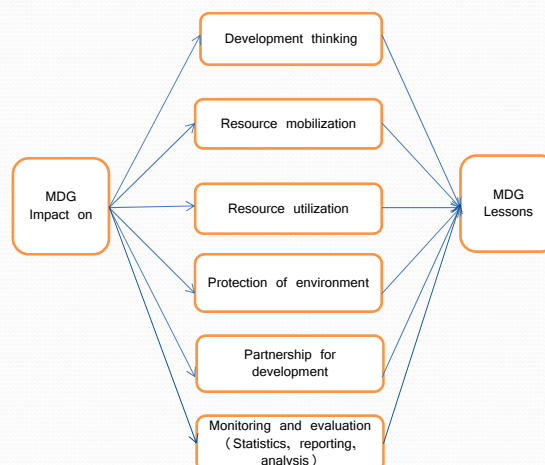 Development thinking
Resource mobilization
MDG
Impact on
MDG
Lessons
Resource utilization
Protection of environment
Partnership for
development
Monitoring and evaluation
（Statistics, reporting,
analysis）